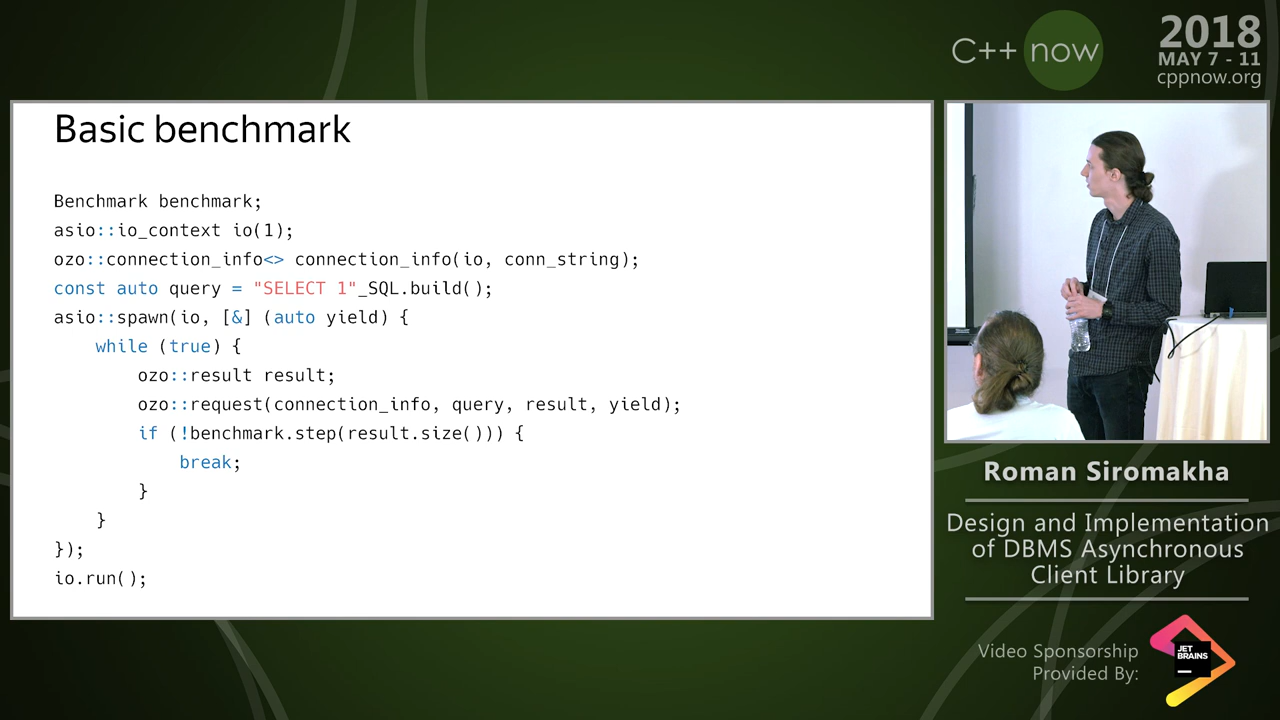 C++ now
2018
MAY 7 - 11
cppnow.org
Basic benchmark
Benchmark benchmark;
asio::io_context io(1);
ozo::connection_info<> connection_info(io, conn_string);
const auto query = "SELECT 1"_SQL.build();
asio::spawn(io, [&] (auto yield) {
    while (true) {
        ozo::result result;
        ozo::request(connection_info, query, result, yield);
        if (!benchmark.step(result.size())) {
            break;
        }
    }
});
io.run();
Roman Siromakha
Design and Implementation
of DBMS Asynchronous
Client Library
Video Sponsorship
Provided By:
JET
BRAINS